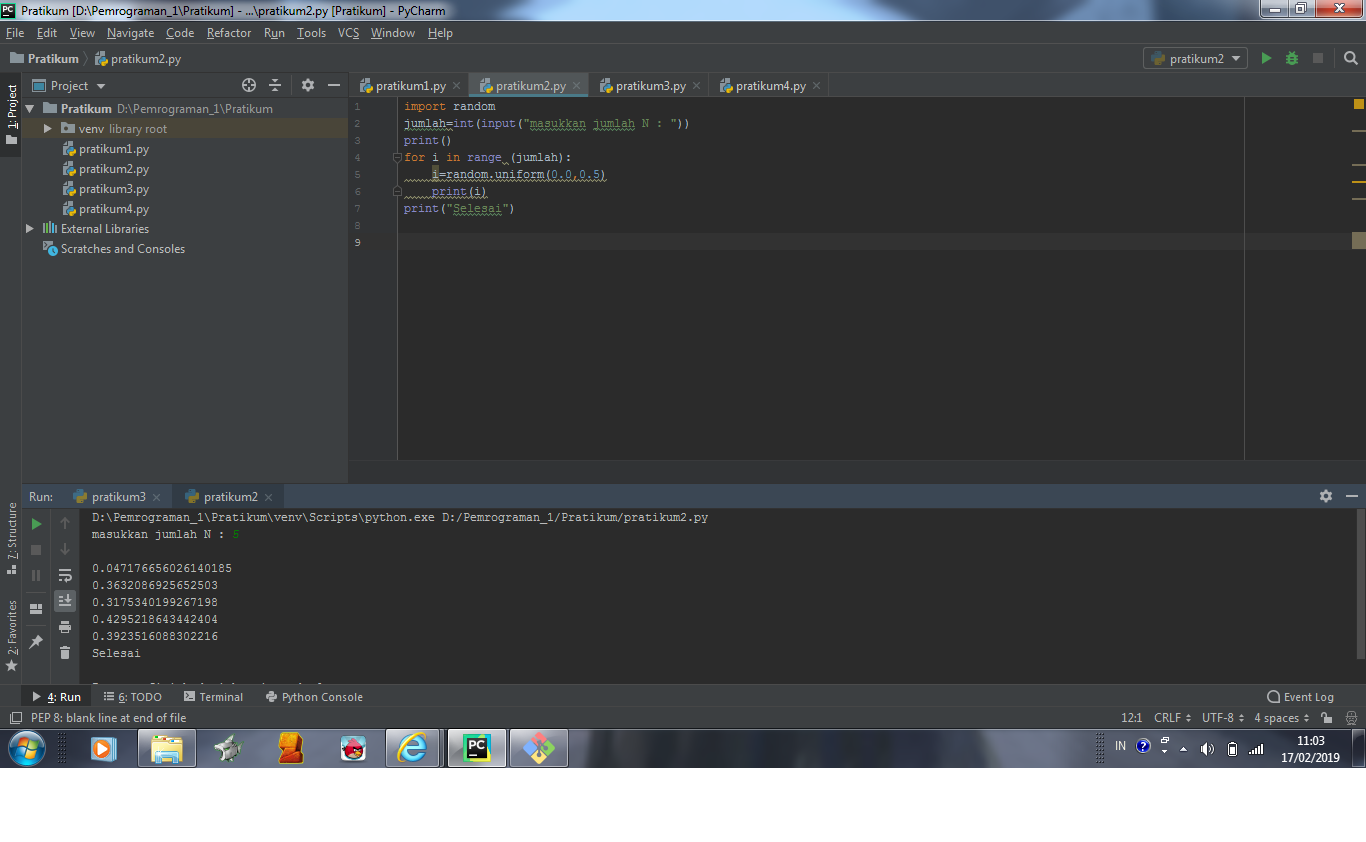 Pratikum [D:\Pemrograman_1\Pratikum] - ...\pratikum2.py [Pratikum] - PyCharm
File Edit View Navigate Code Refactor Run Tools VCS Window Help
Pratikum pratikum2.py
pratikum2
1: Project
Project
pratikum1.py pratikum2.py pratikum3.py pratikum4.py
Pratikum D:\Pemrograman_1\Pratikum
venv library root
pratikum1.py
pratikum2.py
pratikum3.py
pratikum4.py
External Libraries
Scratches and Consoles
1 import random
2 jumlah=int(input("masukkan jumlah N : "))
3 print()
4 for i in range (jumlah):
5     i=random.uniform(0.0,0.5)
6     print(i)
7 print("Selesai")
8
9
Run: pratikum3 pratikum2
7: Structure
2: Favorites
D:\Pemrograman_1\Pratikum\venv\Scripts\python.exe D:/Pemrograman_1/Pratikum/pratikum2.py
masukkan jumlah N : 5
0.047176656026140185
0.3632086925652503
0.3175340199267198
0.4295218643442404
0.3923516088302216
Selesai
4: Run 6: TODO Terminal Python Console Event Log
PEP 8: blank line at end of file 12:1 CRLF UTF-8 4 spaces
PC
IN
11:03
17/02/2019